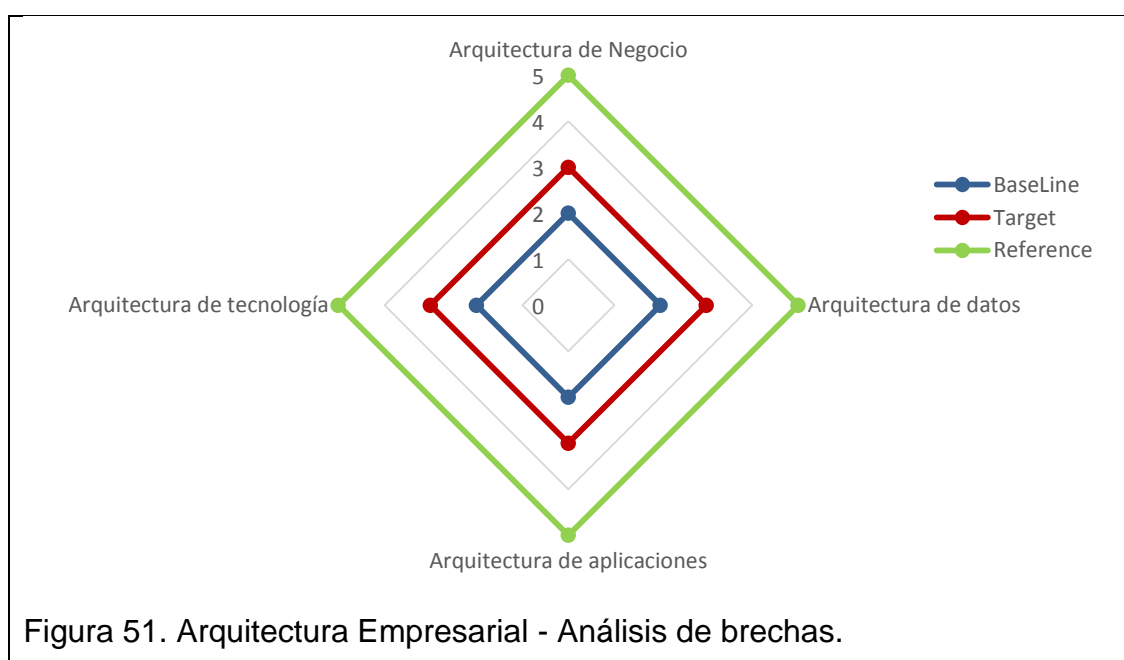 Arquitectura de Negocio
5
4
3
2
1
0
BaseLine
Target
Reference
Arquitectura de tecnología
Arquitectura de datos
Arquitectura de aplicaciones
Figura 51. Arquitectura Empresarial - Análisis de brechas.